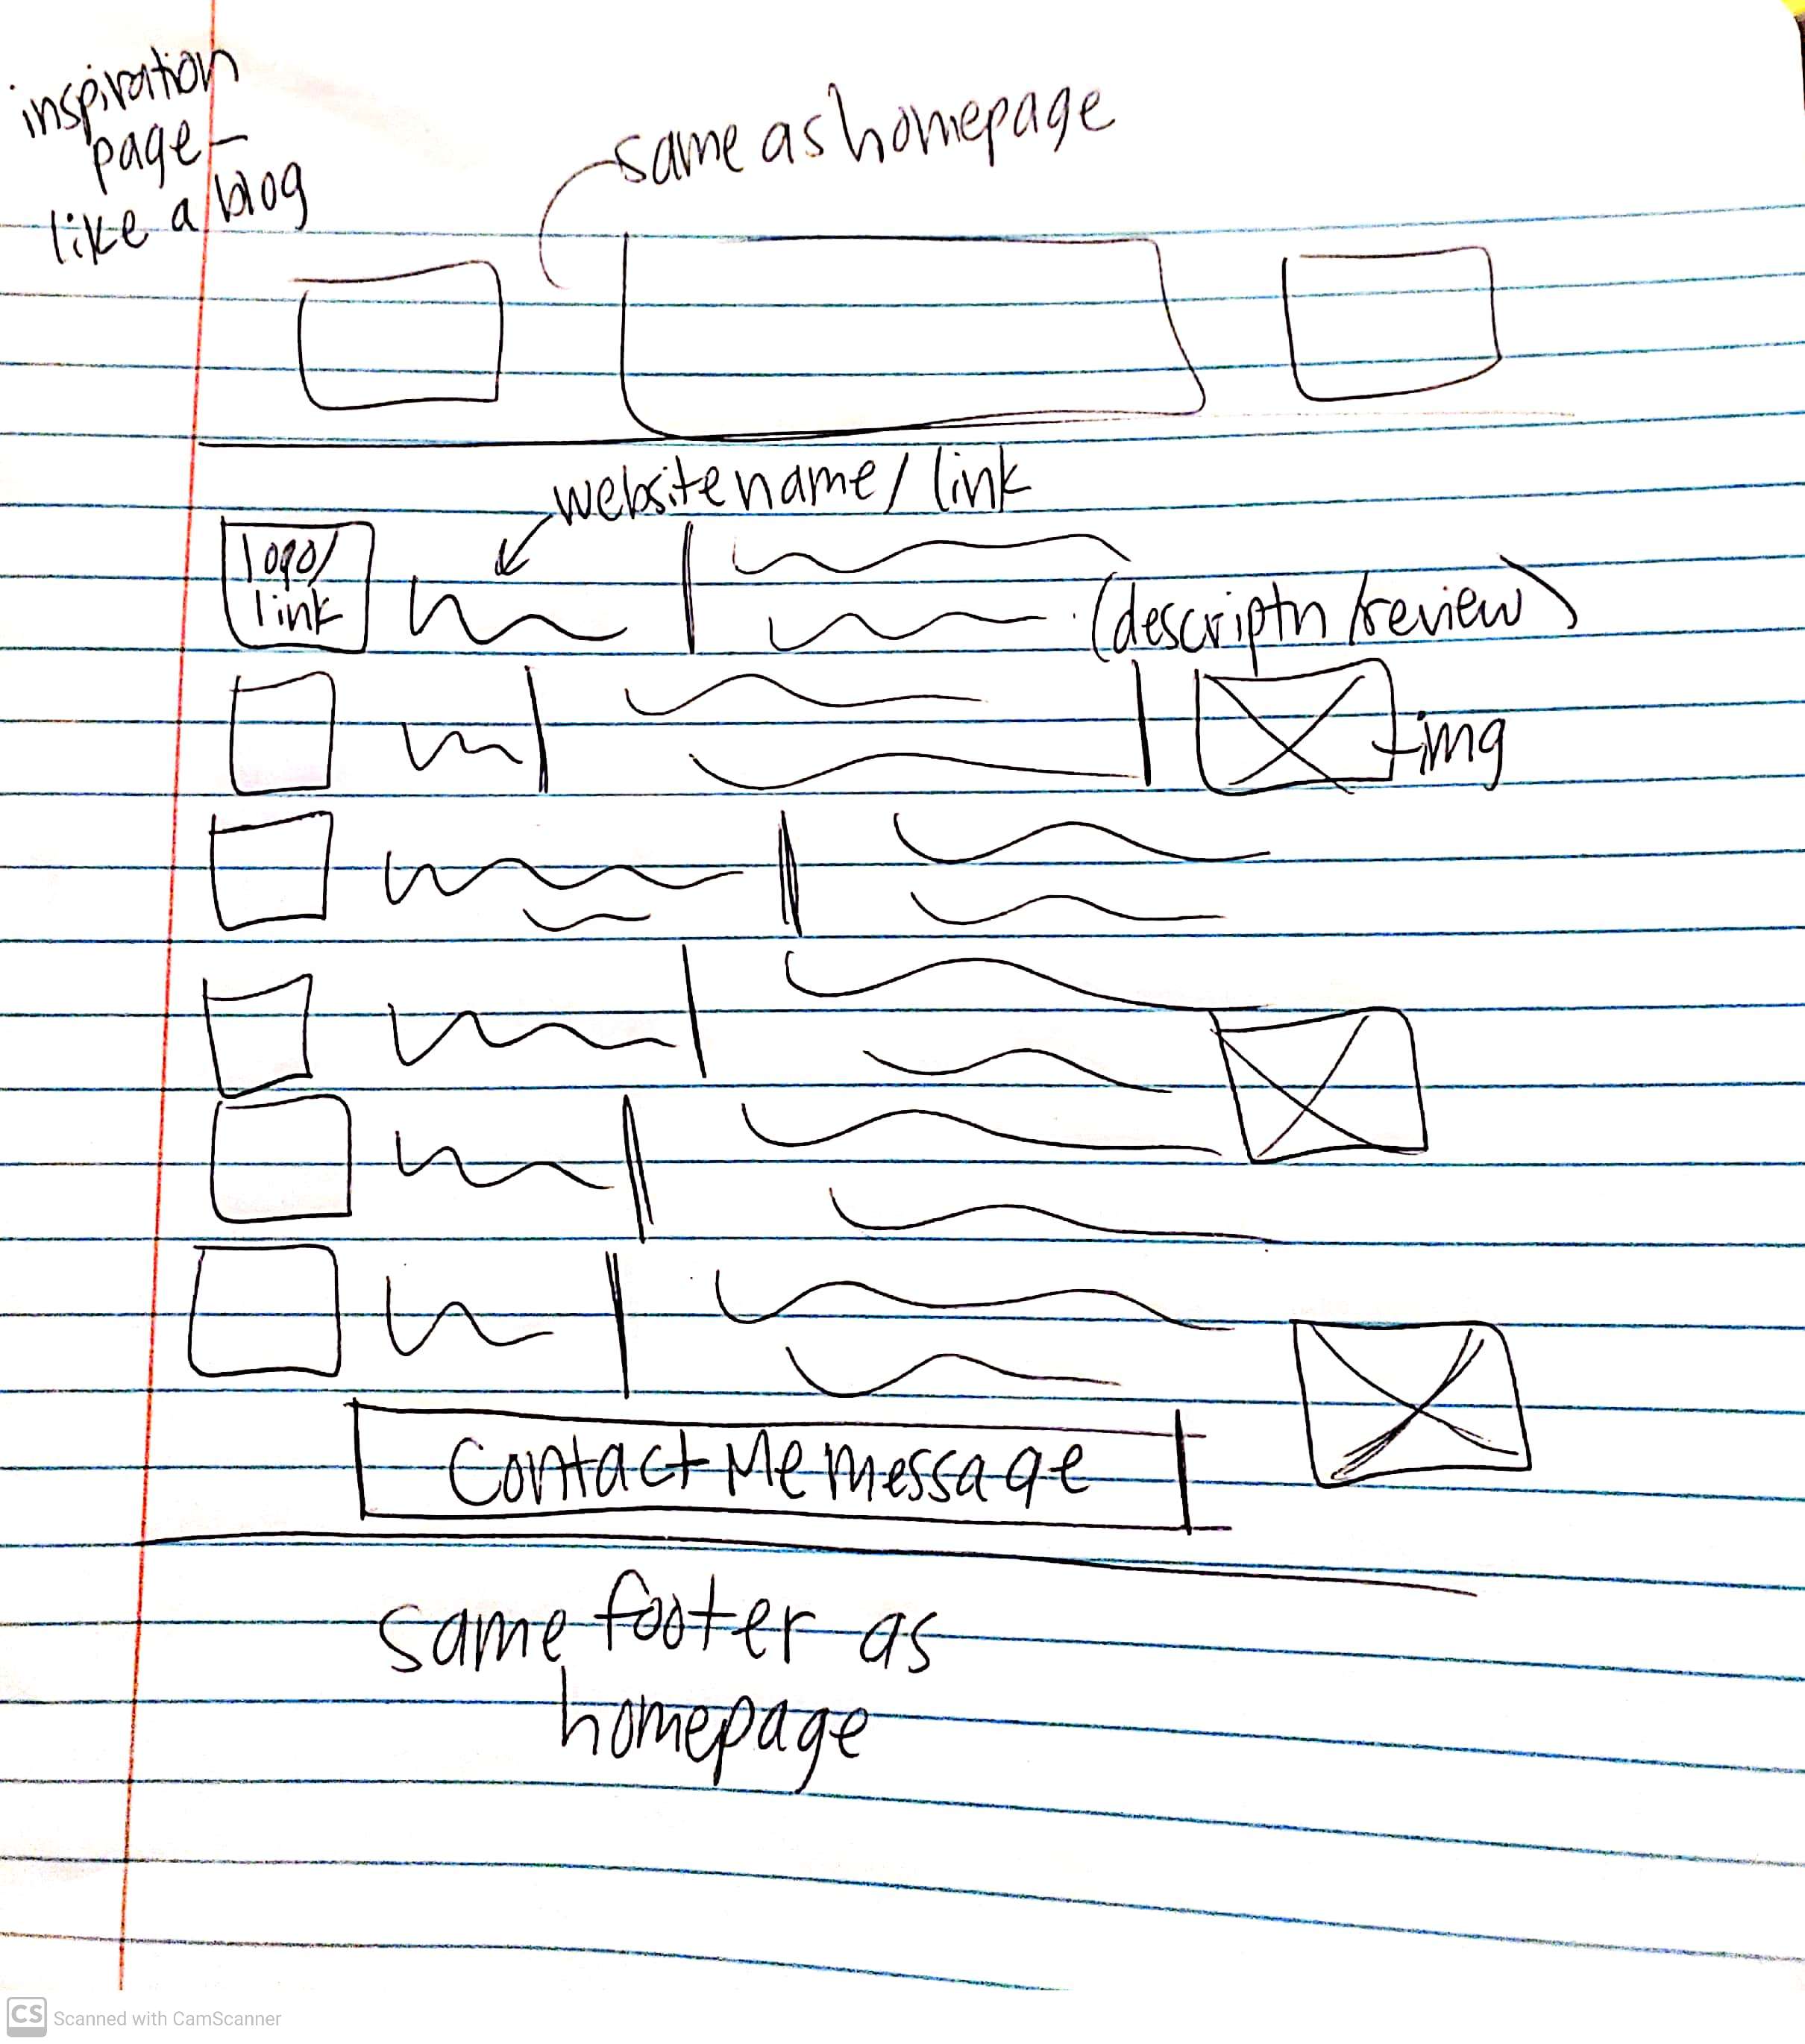 inspiration
page-
like a blog
same as homepage
website name / link
logo/
link
(descriptn /review)
img
Contact Me message
same footer as
homepage
CS Scanned with CamScanner